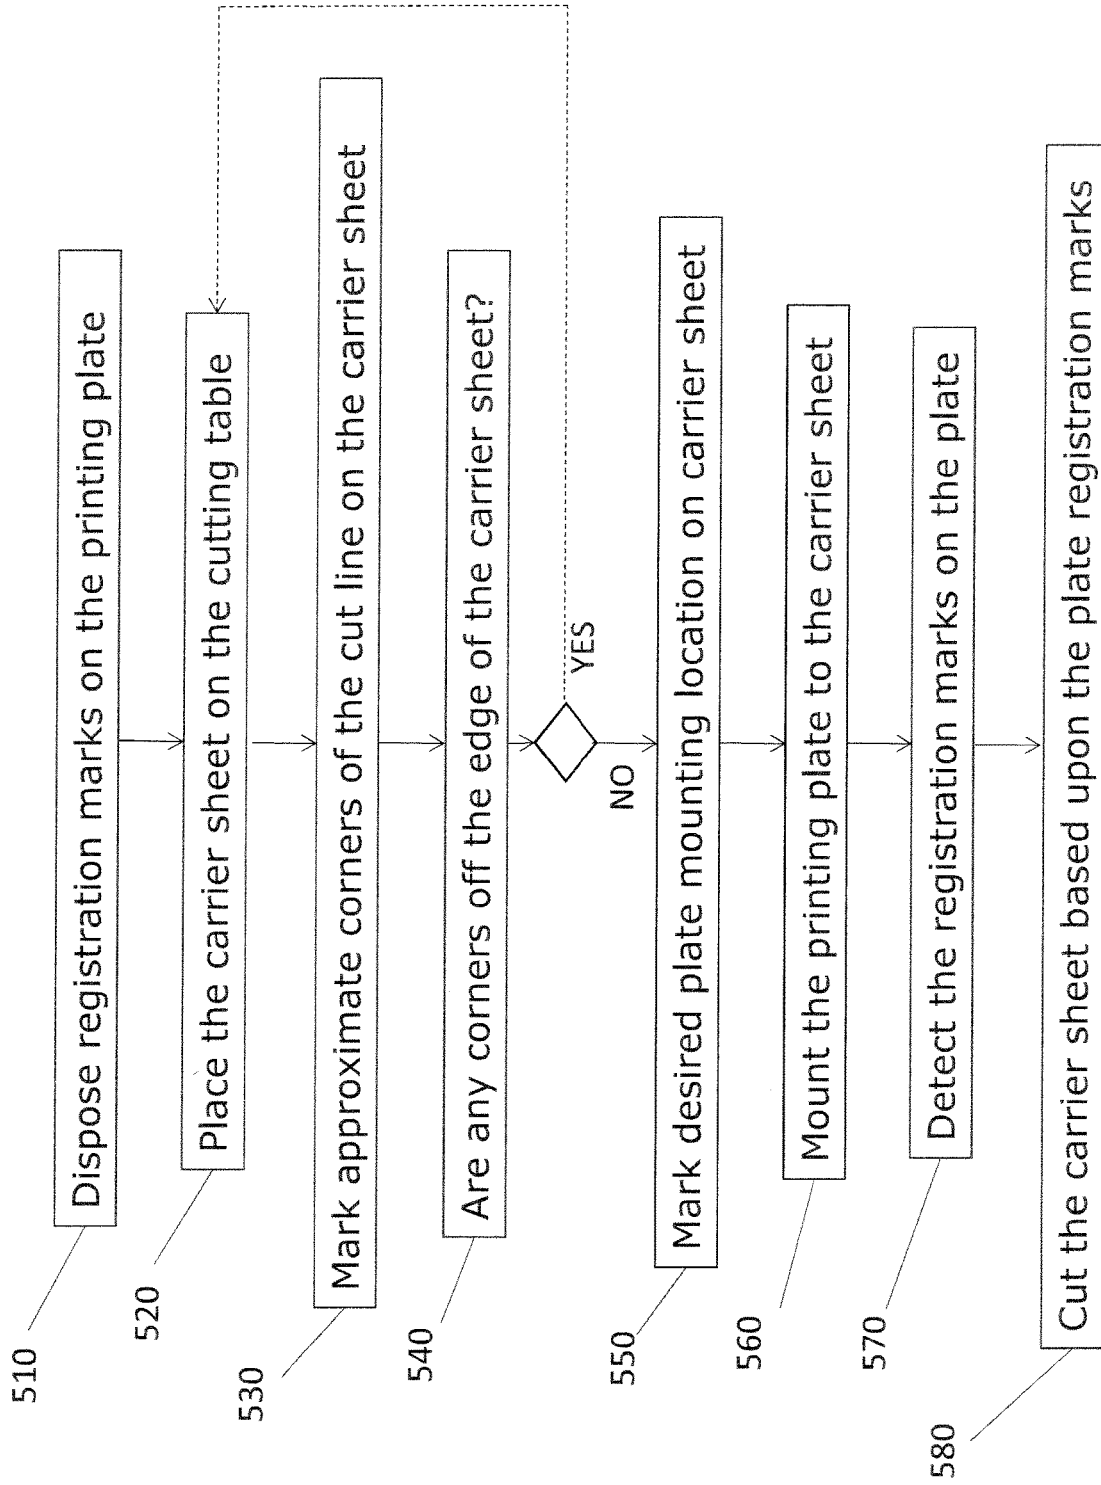 510
Dispose registration marks on the printing plate
520
Place the carrier sheet on the cutting table
530
Mark approximate corners of the cut line on the carrier sheet
540
Are any corners off the edge of the carrier sheet?
YES
NO
550
Mark desired plate mounting location on carrier sheet
560
Mount the printing plate to the carrier sheet
570
Detect the registration marks on the plate
580
Cut the carrier sheet based upon the plate registration marks